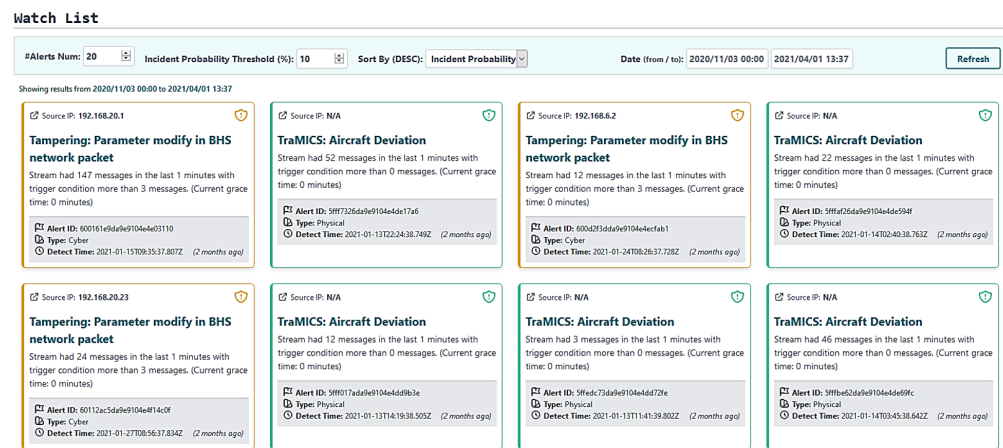 Watch List
#Alerts Num: 20 Incident Probability Threshold (%): 10 Sort By (DESC): Incident Probability Date (from / to): 2020/11/03 00:00 2021/04/01 13:37 Refresh
Showing results from 2020/11/03 00:00 to 2021/04/01 13:37
Source IP: 192.168.20.1
Tampering: Parameter modify in BHS
network packet
Stream had 147 messages in the last 1 minutes with
trigger condition more than 3 messages. (Current grace
time: 0 minutes)
Alert ID: 600161e9da9e9104e4e03110
Type: Cyber
Detect Time: 2021-01-15T09:35:37.807Z (2 months ago)
Source IP: N/A
TraMICS: Aircraft Deviation
Stream had 52 messages in the last 1 minutes with
trigger condition more than 0 messages. (Current grace
time: 0 minutes)
Alert ID: 5fff7326da9e9104e4de17a6
Type: Physical
Detect Time: 2021-01-13T22:24:38.749Z (2 months ago)
Source IP: 192.168.6.2
Tampering: Parameter modify in BHS
network packet
Stream had 12 messages in the last 1 minutes with
trigger condition more than 3 messages. (Current grace
time: 0 minutes)
Alert ID: 600d2f3dda9e9104e4ecfab1
Type: Cyber
Detect Time: 2021-01-24T08:26:37.728Z (2 months ago)
Source IP: N/A
TraMICS: Aircraft Deviation
Stream had 22 messages in the last 1 minutes with
trigger condition more than 0 messages. (Current grace
time: 0 minutes)
Alert ID: 5fffaf26da9e9104e4de594f
Type: Physical
Detect Time: 2021-01-14T02:40:38.763Z (2 months ago)
Source IP: 192.168.20.23
Tampering: Parameter modify in BHS
network packet
Stream had 24 messages in the last 1 minutes with
trigger condition more than 3 messages. (Current grace
time: 0 minutes)
Alert ID: 60112ac5da9e9104e4f14c0f
Type: Cyber
Detect Time: 2021-01-27T08:56:37.834Z (2 months ago)
Source IP: N/A
TraMICS: Aircraft Deviation
Stream had 12 messages in the last 1 minutes with
trigger condition more than 0 messages. (Current grace
time: 0 minutes)
Alert ID: 5fff017ada9e9104e4dd9b3e
Type: Physical
Detect Time: 2021-01-13T14:19:38.505Z (2 months ago)
Source IP: N/A
TraMICS: Aircraft Deviation
Stream had 3 messages in the last 1 minutes with
trigger condition more than 0 messages. (Current grace
time: 0 minutes)
Alert ID: 5ffedc73da9e9104e4dd72fe
Type: Physical
Detect Time: 2021-01-13T11:41:39.802Z (2 months ago)
Source IP: N/A
TraMICS: Aircraft Deviation
Stream had 46 messages in the last 1 minutes with
trigger condition more than 0 messages. (Current grace
time: 0 minutes)
Alert ID: 5fffbe62da9e9104e4de69fc
Type: Physical
Detect Time: 2021-01-14T03:45:38.642Z (2 months ago)